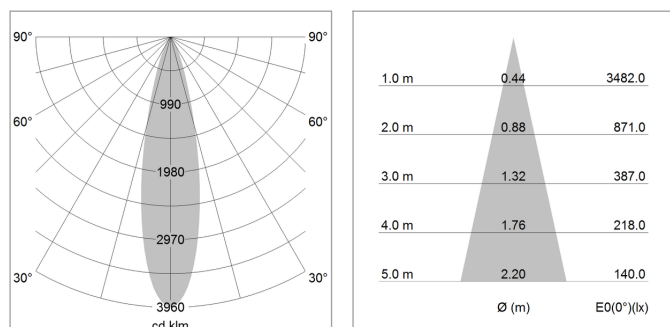 90° 90°
990
60° 60°
1980
2970
30° 30°
3960
cd klm
1.0 m 0.44 3482.0
2.0 m 0.88 871.0
3.0 m 1.32 387.0
4.0 m 1.76 218.0
5.0 m 2.20 140.0
Ø (m) E0(0°)(lx)